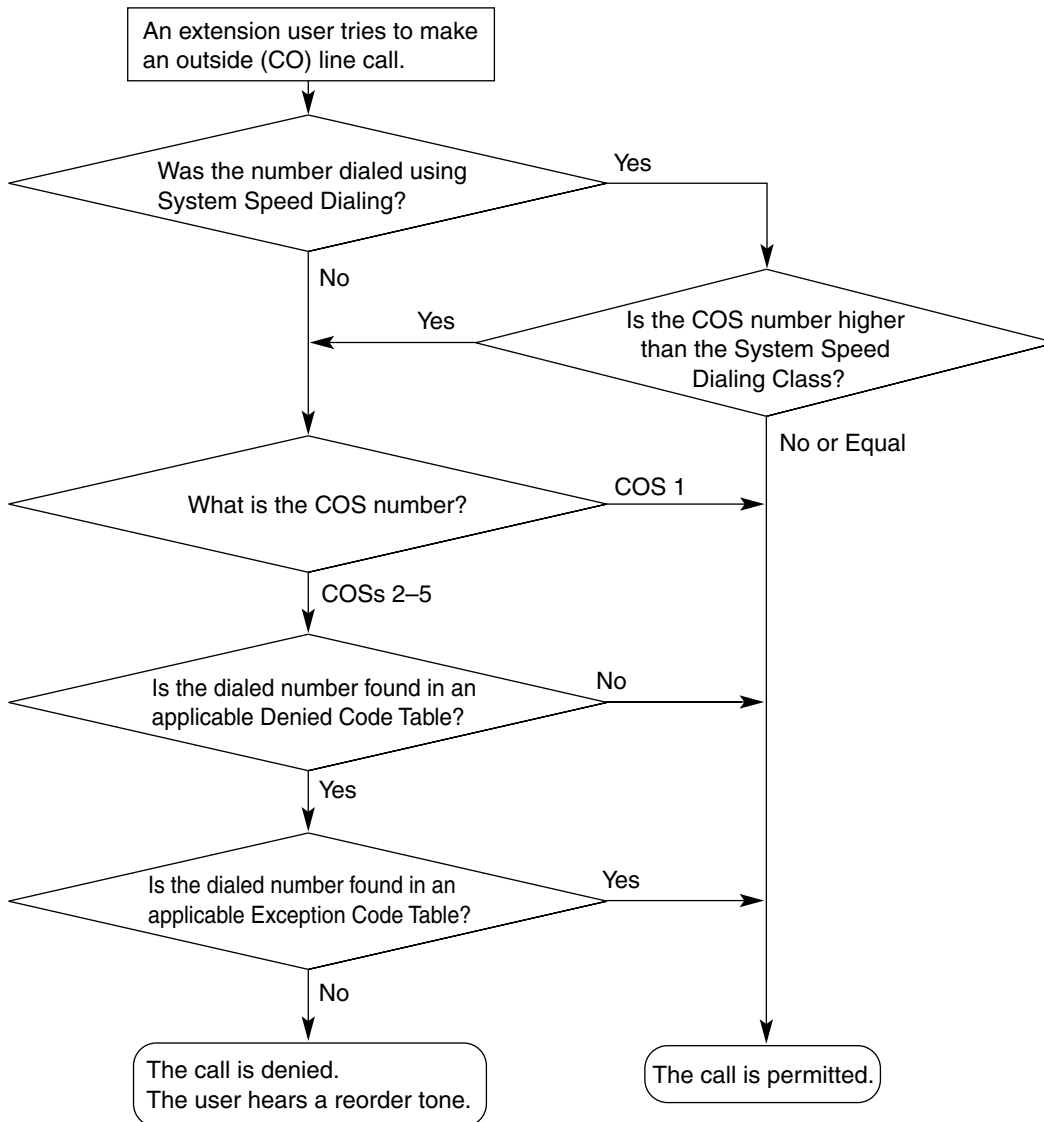 An extension user tries to make
an outside (CO) line call.
Was the number dialed using
System Speed Dialing?
Yes
No
Is the COS number higher
than the System Speed
Dialing Class?
Yes
No or Equal
What is the COS number?
COS 1
COSs 2–5
Is the dialed number found in an
applicable Denied Code Table?
No
Yes
Is the dialed number found in an
applicable Exception Code Table?
Yes
No
The call is denied.
The user hears a reorder tone.
The call is permitted.